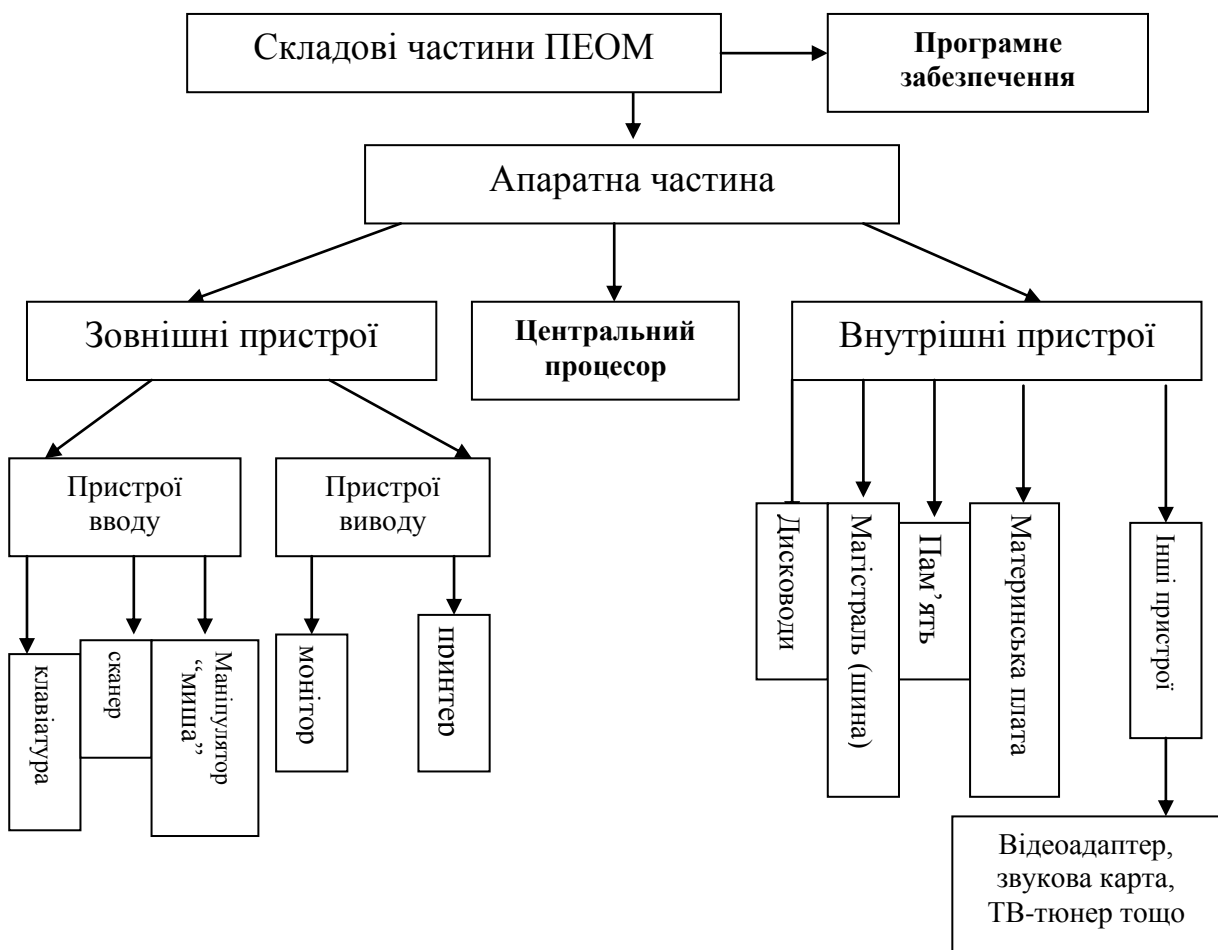 Складові частини ПЕОМ
Програмне
забезпечення
Апаратна частина
Зовнішні пристрої
Центральний
процесор
Внутрішні пристрої
Пристрої
вводу
Пристрої
виводу
клавіатура
сканер
Маніпулятор
“миша”
монітор
принтер
Дисководи
Магістраль (шина)
Пам’ять
Материнська плата
Інші пристрої
Відеоадаптер,
звукова карта,
ТВ-тюнер тощо